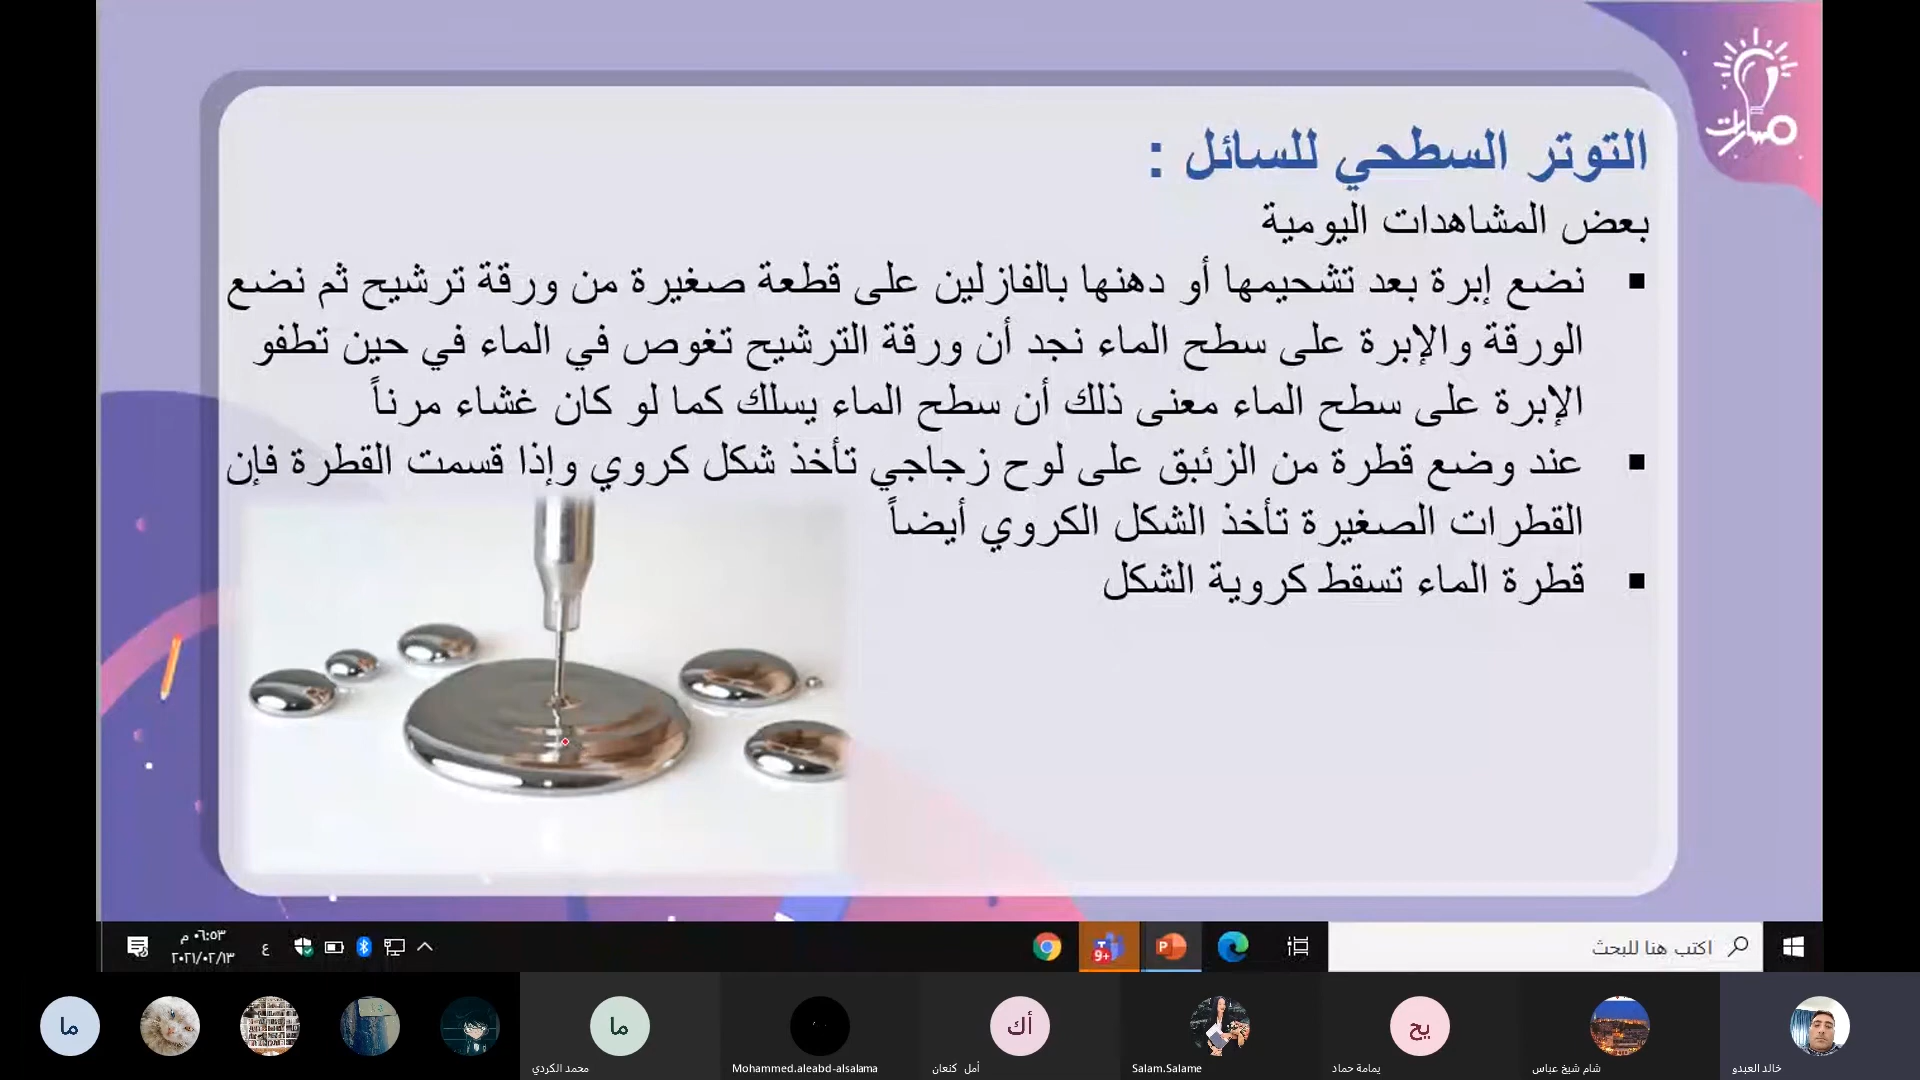 مسارات
التوتر السطحي للسائل :
بعض المشاهدات اليومية
▪ نضع إبرة بعد تشحيمها أو دهنها بالفازلين على قطعة صغيرة من ورقة ترشيح ثم نضع
الورقة والإبرة على سطح الماء نجد أن ورقة الترشيح تغوص في الماء في حين تطفو
الإبرة على سطح الماء معنى ذلك أن سطح الماء يسلك كما لو كان غشاء مرناً
▪ عند وضع قطرة من الزئبق على لوح زجاجي تأخذ شكل كروي وإذا قسمت القطرة فإن
القطرات الصغيرة تأخذ الشكل الكروي أيضاً
▪ قطرة الماء تسقط كروية الشكل
اكتب هنا للبحث
9+
ع
٠٦:٥٣ م
٢٠٢١/٠٢/١٣
ما
ما
أك
يح
محمد الكردي
Mohammed.aleabd-alsalama
أمل كنعان
Salam.Salame
يمامة حماد
شام شيخ عباس
خالد العبدو